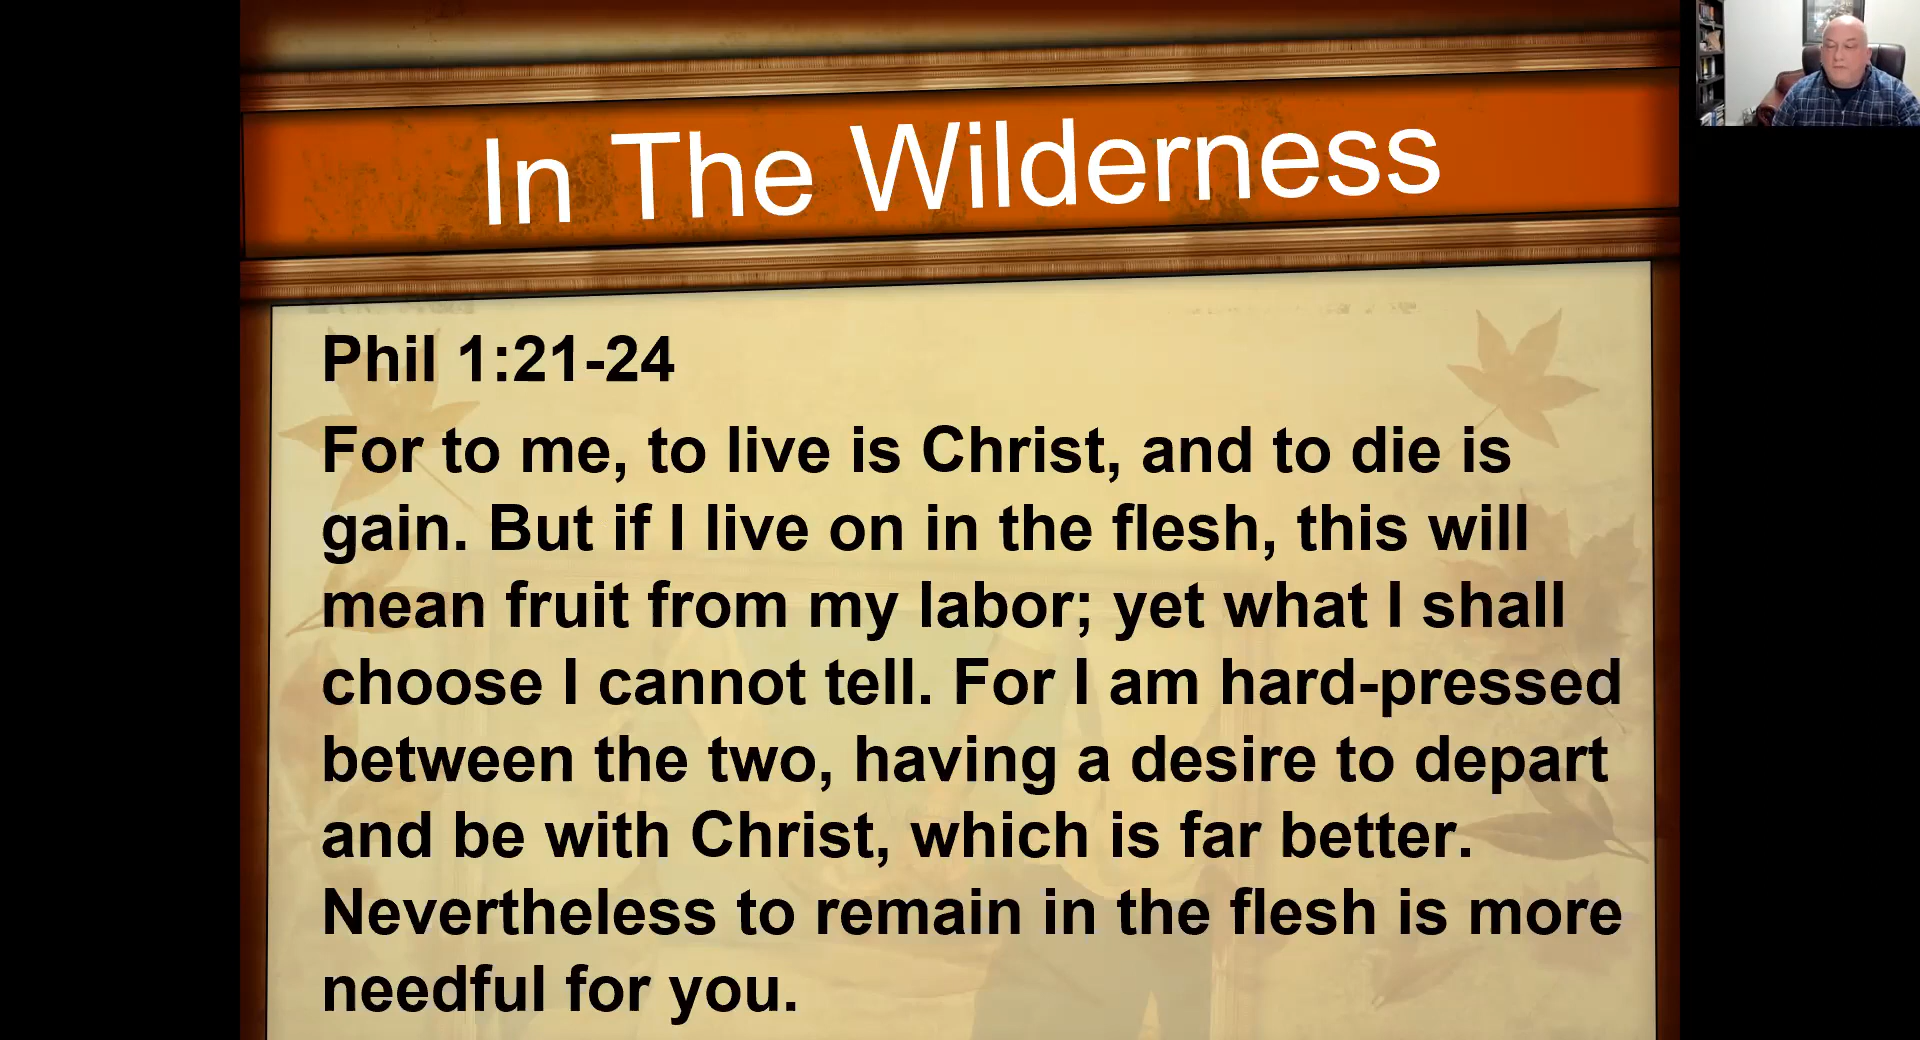 In The Wilderness
Phil 1:21-24
For to me, to live is Christ, and to die is
gain. But if I live on in the flesh, this will
mean fruit from my labor; yet what I shall
choose I cannot tell. For I am hard-pressed
between the two, having a desire to depart
and be with Christ, which is far better.
Nevertheless to remain in the flesh is more
needful for you.